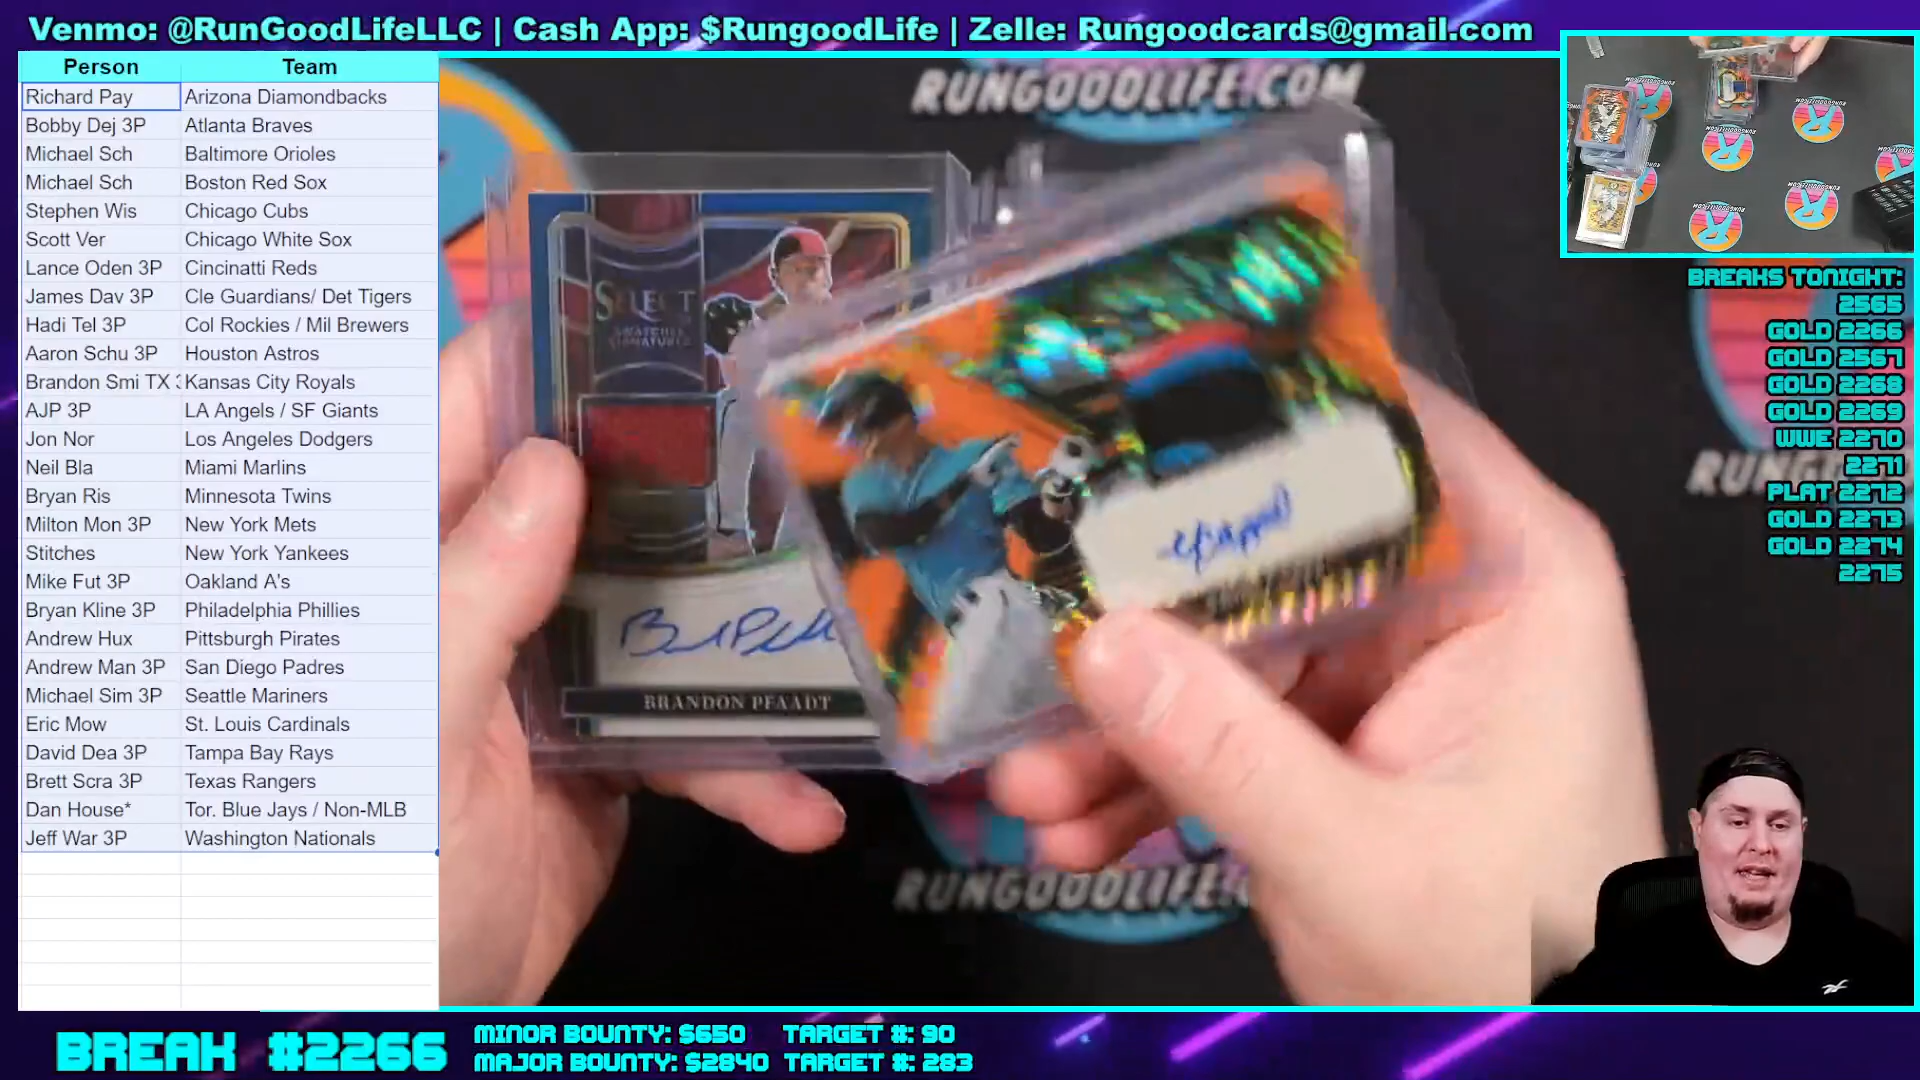 Venmo: @RunGoodLifeLLC | Cash App: $RungoodLife | Zelle: Rungoodcards@gmail.com
Person Team
Richard Pay Arizona Diamondbacks
Bobby Dej 3P Atlanta Braves
Michael Sch Baltimore Orioles
Michael Sch Boston Red Sox
Stephen Wis Chicago Cubs
Scott Ver Chicago White Sox
Lance Oden 3P Cincinatti Reds
James Dav 3P Cle Guardians/ Det Tigers
Hadi Tel 3P Col Rockies / Mil Brewers
Aaron Schu 3P Houston Astros
Brandon Smi TX Kansas City Royals
AJP 3P LA Angels / SF Giants
Jon Nor Los Angeles Dodgers
Neil Bla Miami Marlins
Bryan Ris Minnesota Twins
Milton Mon 3P New York Mets
Stitches New York Yankees
Mike Fut 3P Oakland A's
Bryan Kline 3P Philadelphia Phillies
Andrew Hux Pittsburgh Pirates
Andrew Man 3P San Diego Padres
Michael Sim 3P Seattle Mariners
Eric Mow St. Louis Cardinals
David Dea 3P Tampa Bay Rays
Brett Scra 3P Texas Rangers
Dan House* Tor. Blue Jays / Non-MLB
Jeff War 3P Washington Nationals
RUNGOODLIFE.COM
SELECT
SWATCHES
SIGNATURES
BRANDON PFAADT
RUNGOODLIFE.
RUNG
BREAKS TONIGHT:
2565
GOLD 2266
GOLD 2567
GOLD 2268
GOLD 2269
WWE 2270
2271
PLAT 2272
GOLD 2273
GOLD 2274
2275
BREAK #2266
MINOR BOUNTY: $650 TARGET #: 90
MAJOR BOUNTY: $2840 TARGET #: 283